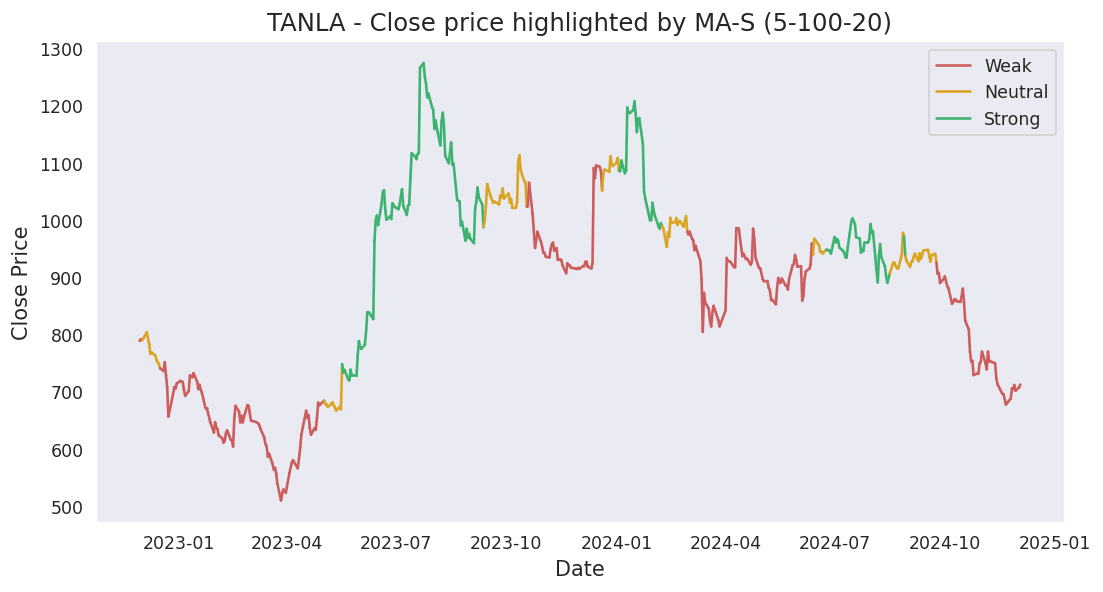 TANLA - Close price highlighted by MA-S (5-100-20)
Weak
Neutral
Strong
Close Price
1300
1200
1100
1000
900
800
700
600
500
2023-01 2023-04 2023-07 2023-10 2024-01 2024-04 2024-07 2024-10 2025-01
Date